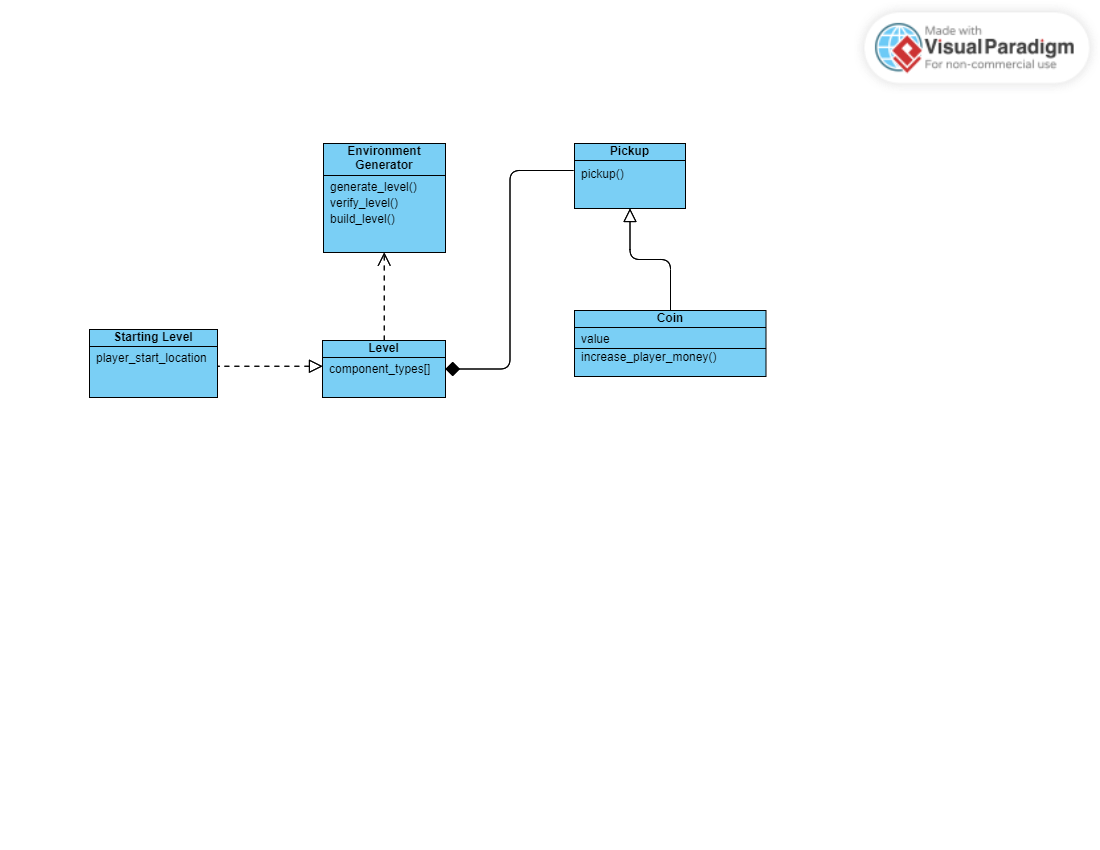 Made with
Visual Paradigm
For non-commercial use
Environment
Generator
generate_level()
verify_level()
build_level()
Pickup
pickup()
Starting Level
player_start_location
Level
component_types[]
Coin
value
increase_player_money()